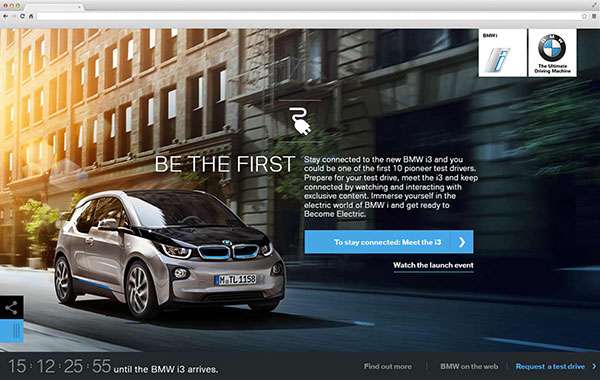 BMW i
BMW
The Ultimate
Driving Machine
BE THE FIRST
Stay connected to the new BMW i3 and you
could be one of the first 10 pioneer test drivers.
Prepare for your test drive, meet the i3 and keep
connected by watching and interacting with
exclusive content. Immerse yourself in the
electric world of BMW i and get ready to
Become Electric.
To stay connected: Meet the i3
Watch the launch event
M·TL 1158
15:12:25:55 until the BMW i3 arrives.
Find out more
BMW on the web
Request a test drive